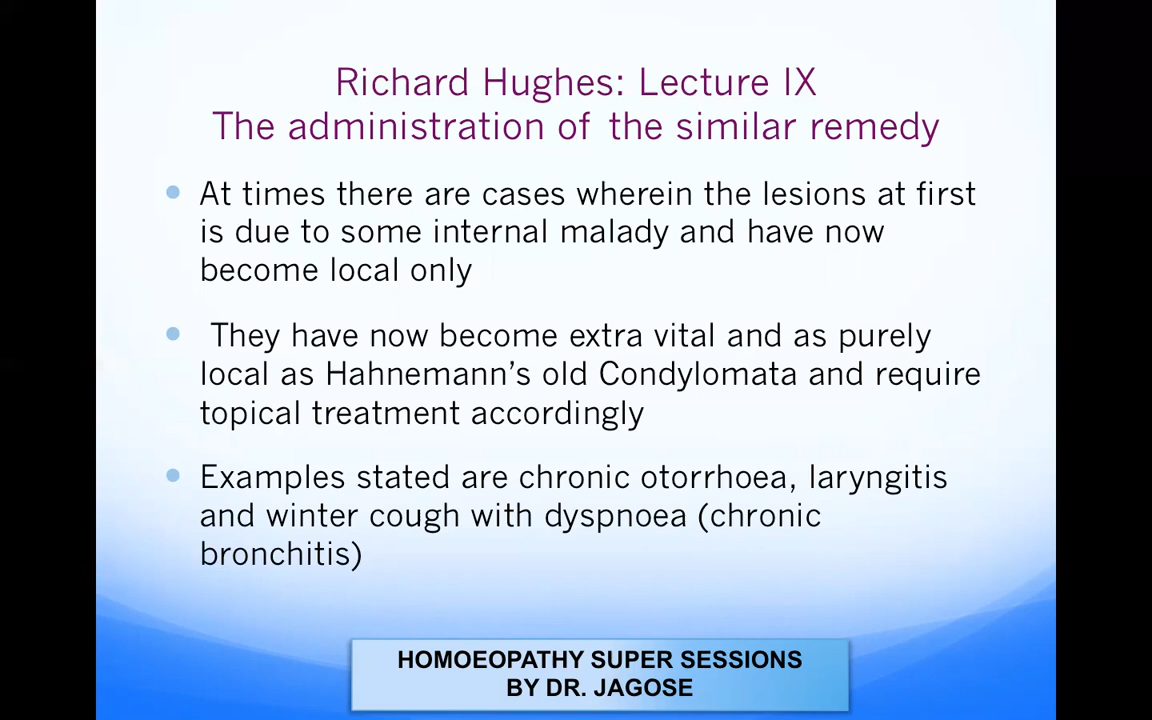 Richard Hughes: Lecture IX
The administration of the similar remedy
• At times there are cases wherein the lesions at first
is due to some internal malady and have now
become local only
• They have now become extra vital and as purely
local as Hahnemann’s old Condylomata and require
topical treatment accordingly
• Examples stated are chronic otorrhoea, laryngitis
and winter cough with dyspnoea (chronic
bronchitis)
HOMOEOPATHY SUPER SESSIONS
BY DR. JAGOSE